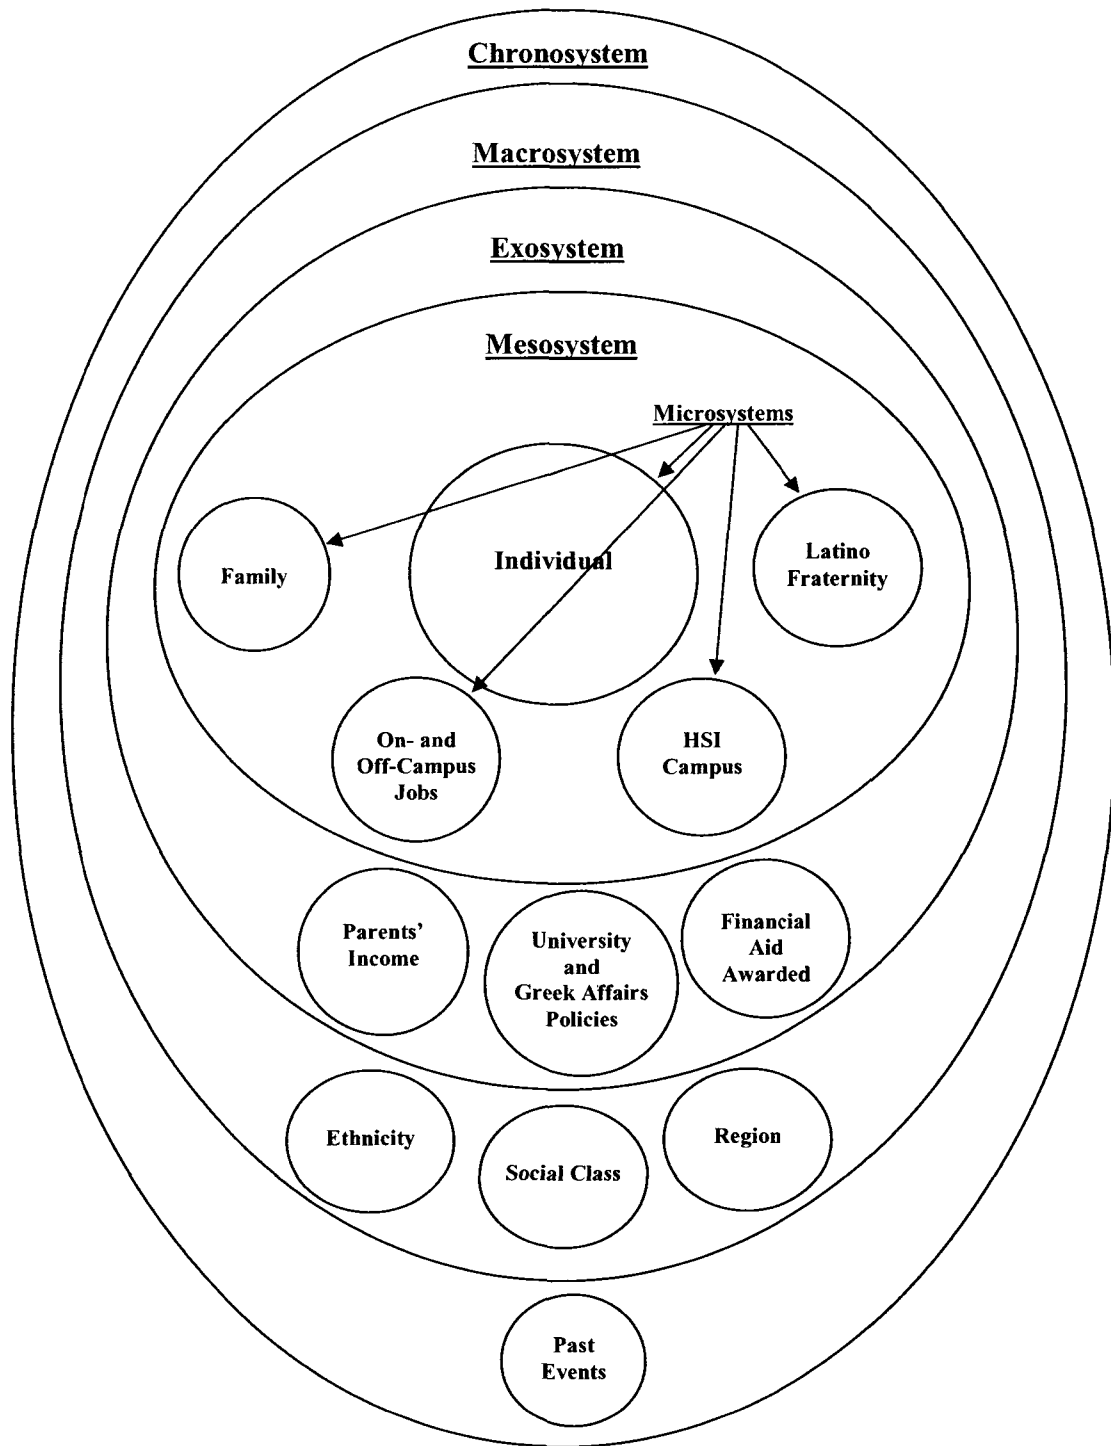 Chronosystem
Macrosystem
Exosystem
Mesosystem
Microsystems
Family
Individual
Latino
Fraternity
On- and
Off-Campus
Jobs
HSI
Campus
Parents'
Income
University
and
Greek Affairs
Policies
Financial
Aid
Awarded
Ethnicity
Social Class
Region
Past
Events